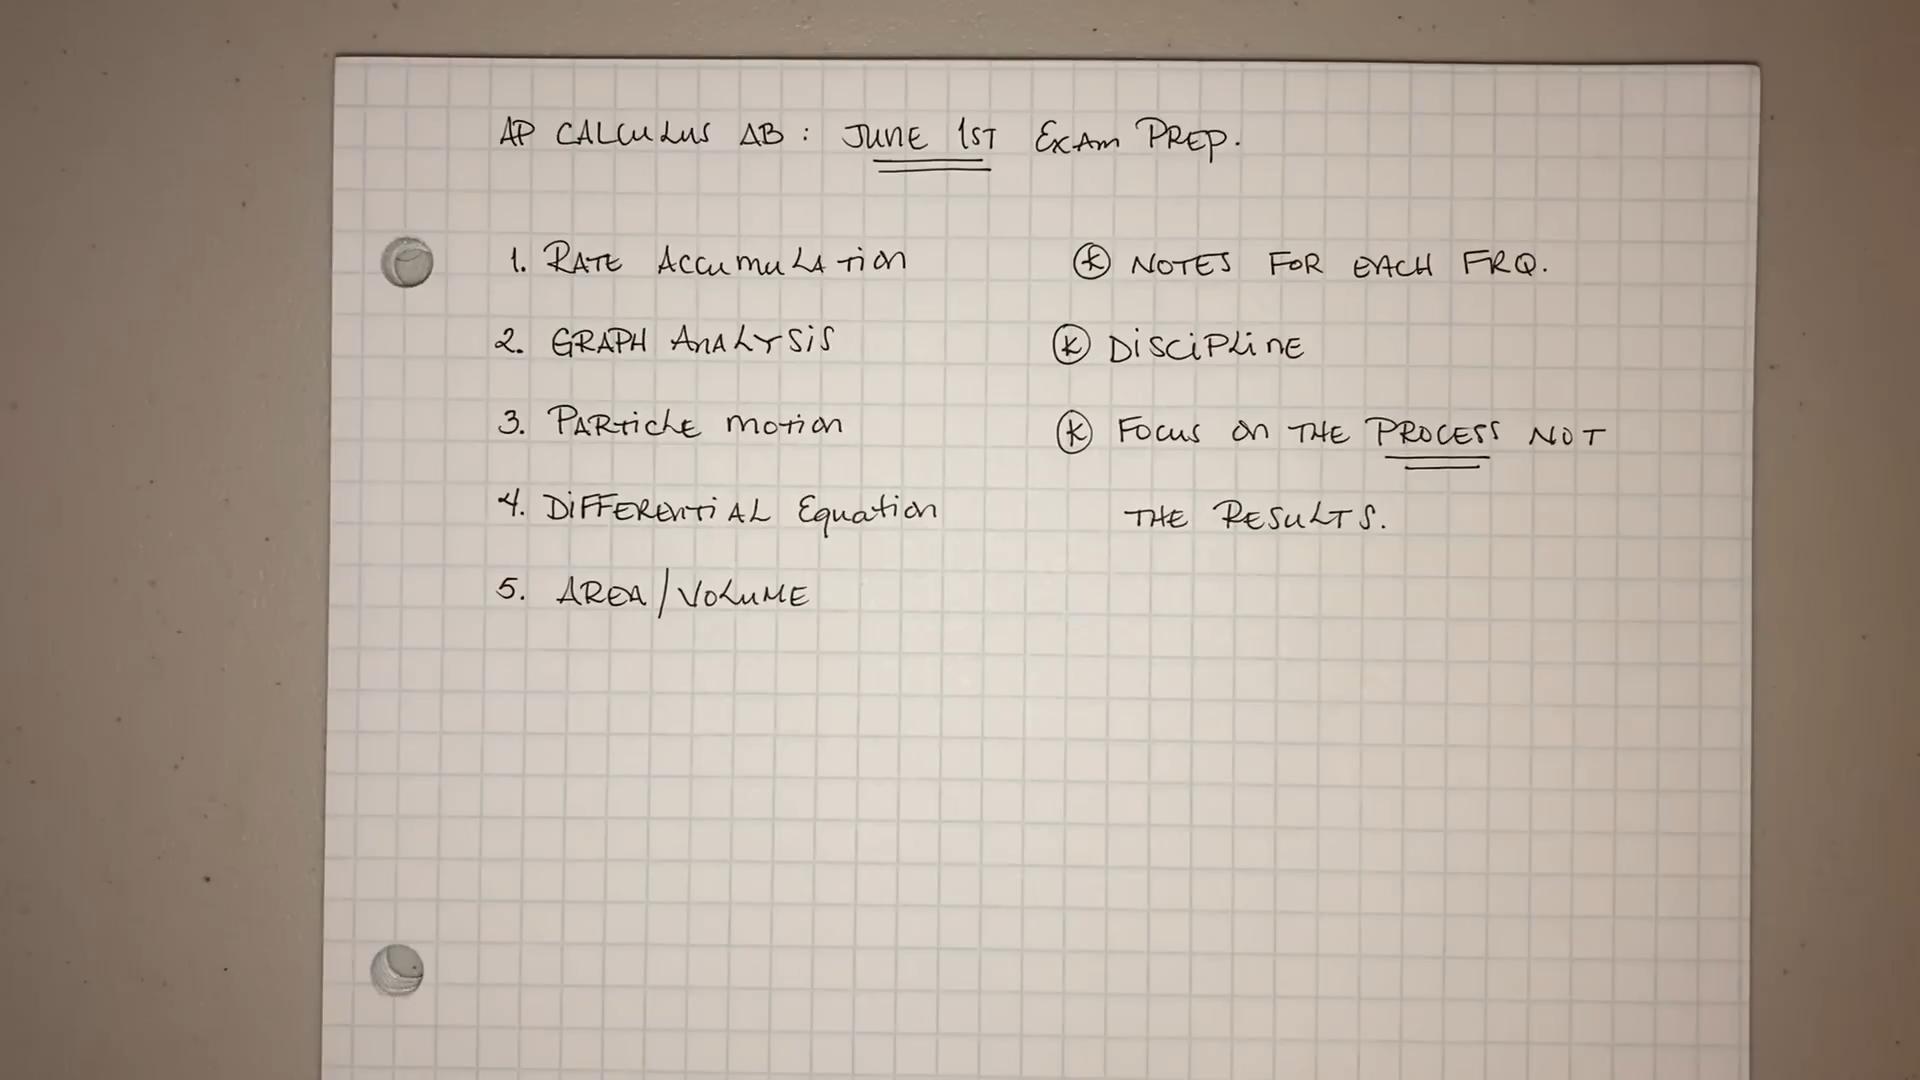 AP CALCULUS AB: JUNE 1ST EXAM PREP.
1. RATE ACCUMULATION
2. GRAPH ANALYSIS
3. PARTICLE MOTION
4. DIFFERENTIAL Equation
5. AREA/VOLUME
* NOTES FOR EACH FRQ.
* DISCIPLINE
* FOCUS ON THE PROCESS NOT
THE RESULTS.